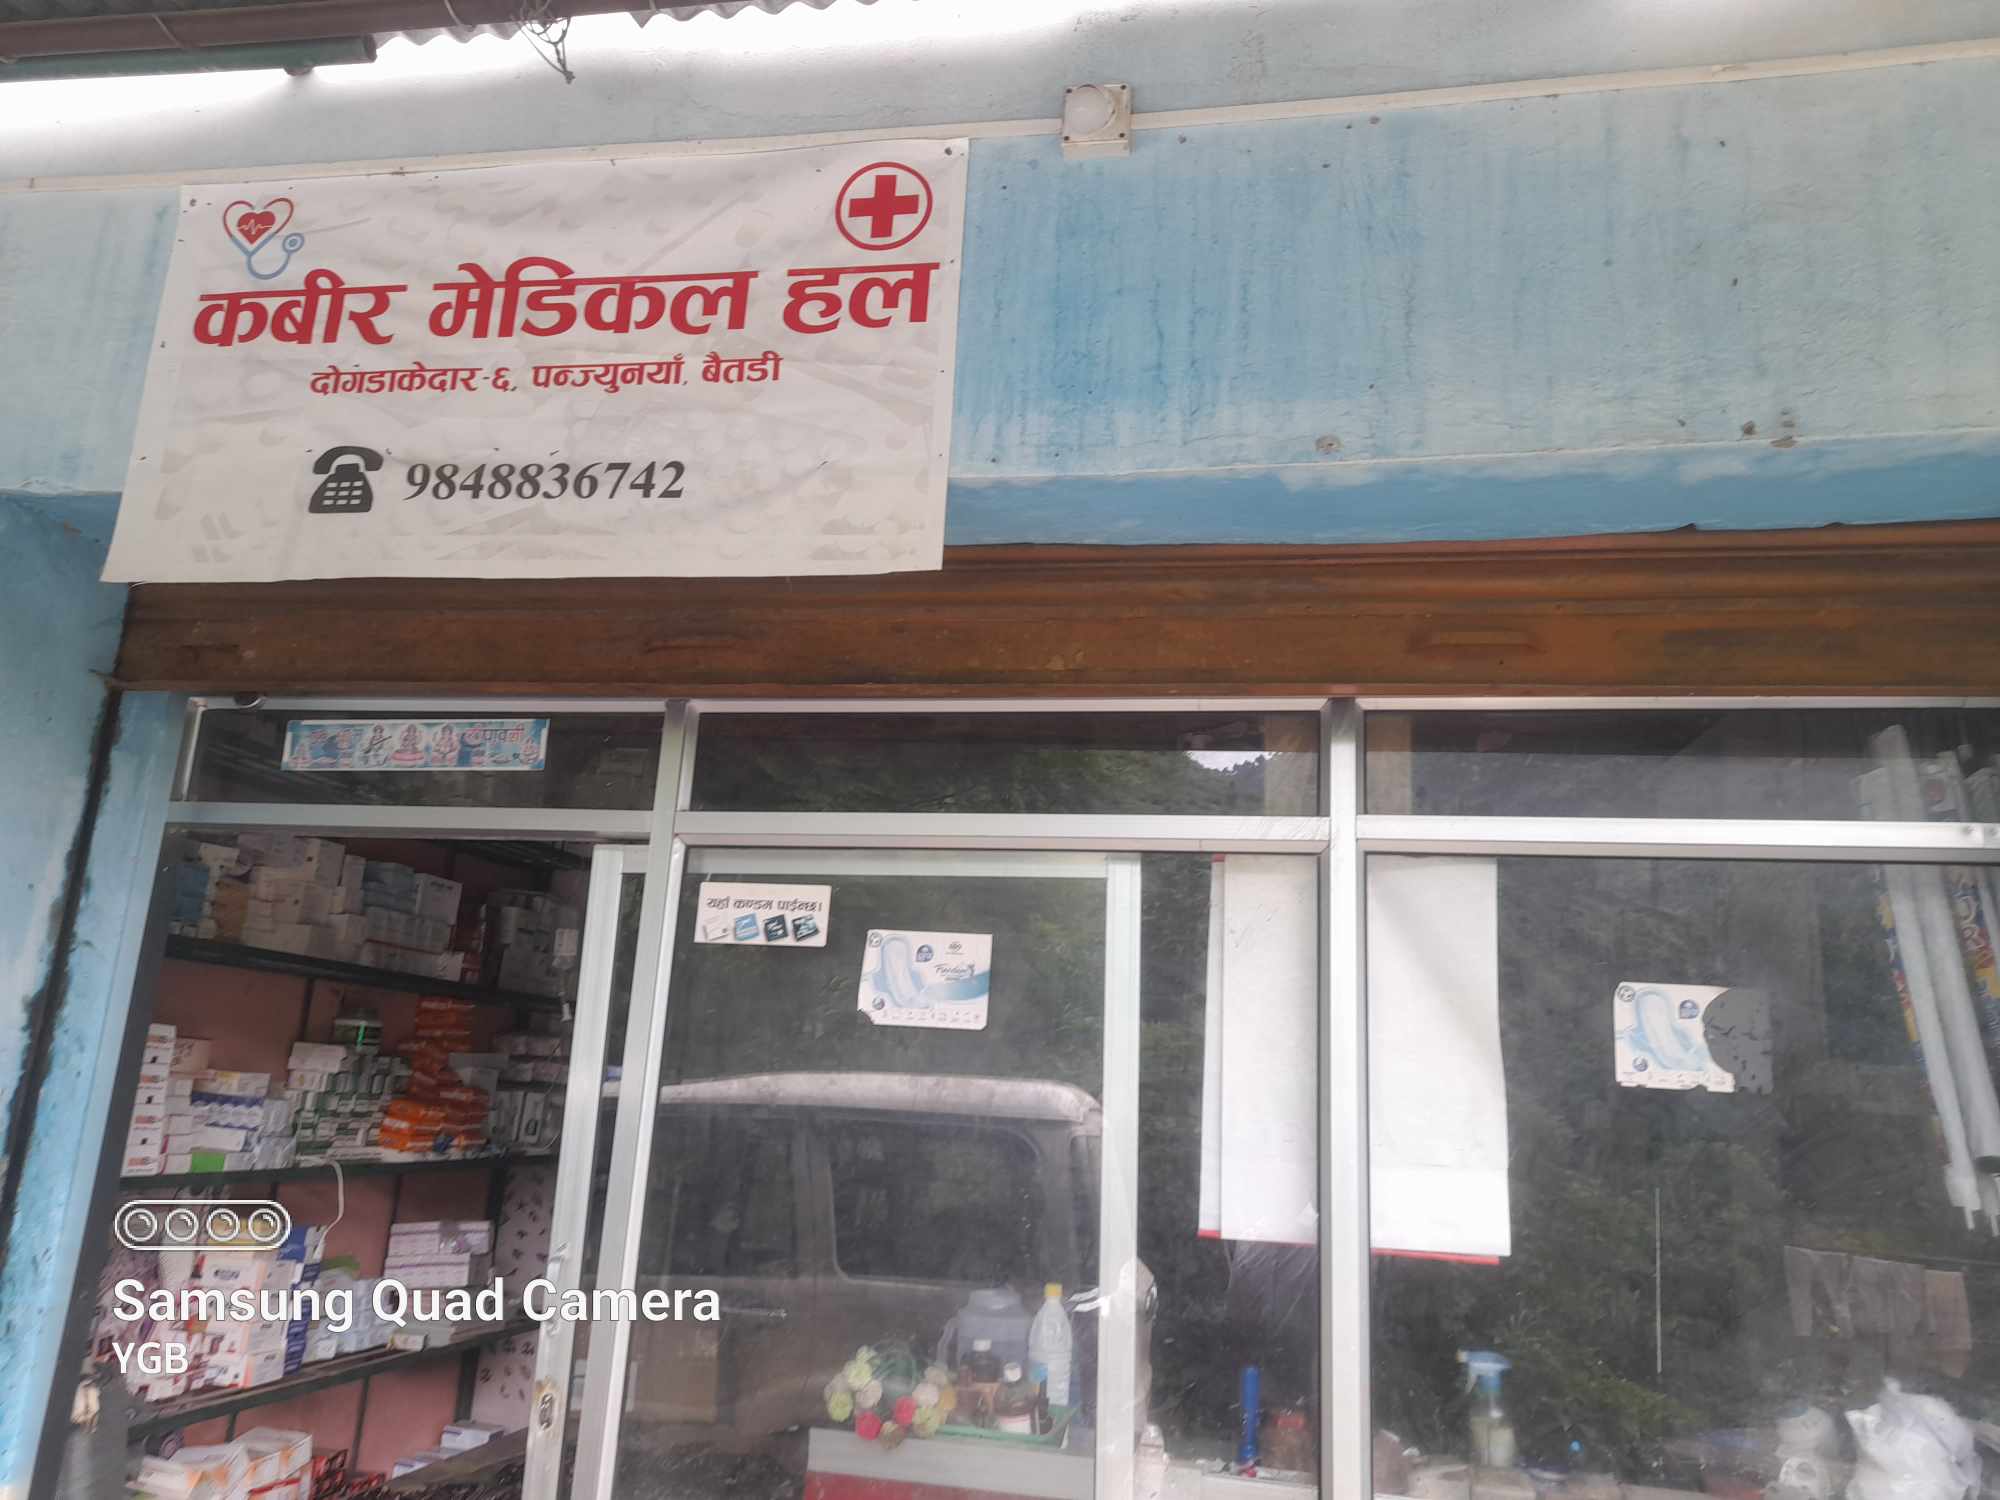 कबीर मेडिकल हल
दोगडाकेदार-६, पन्ज्युनयाँ, बैतडी
9848836742
यहाँ कण्डम पाईन्छ।
Samsung Quad Camera
YGB